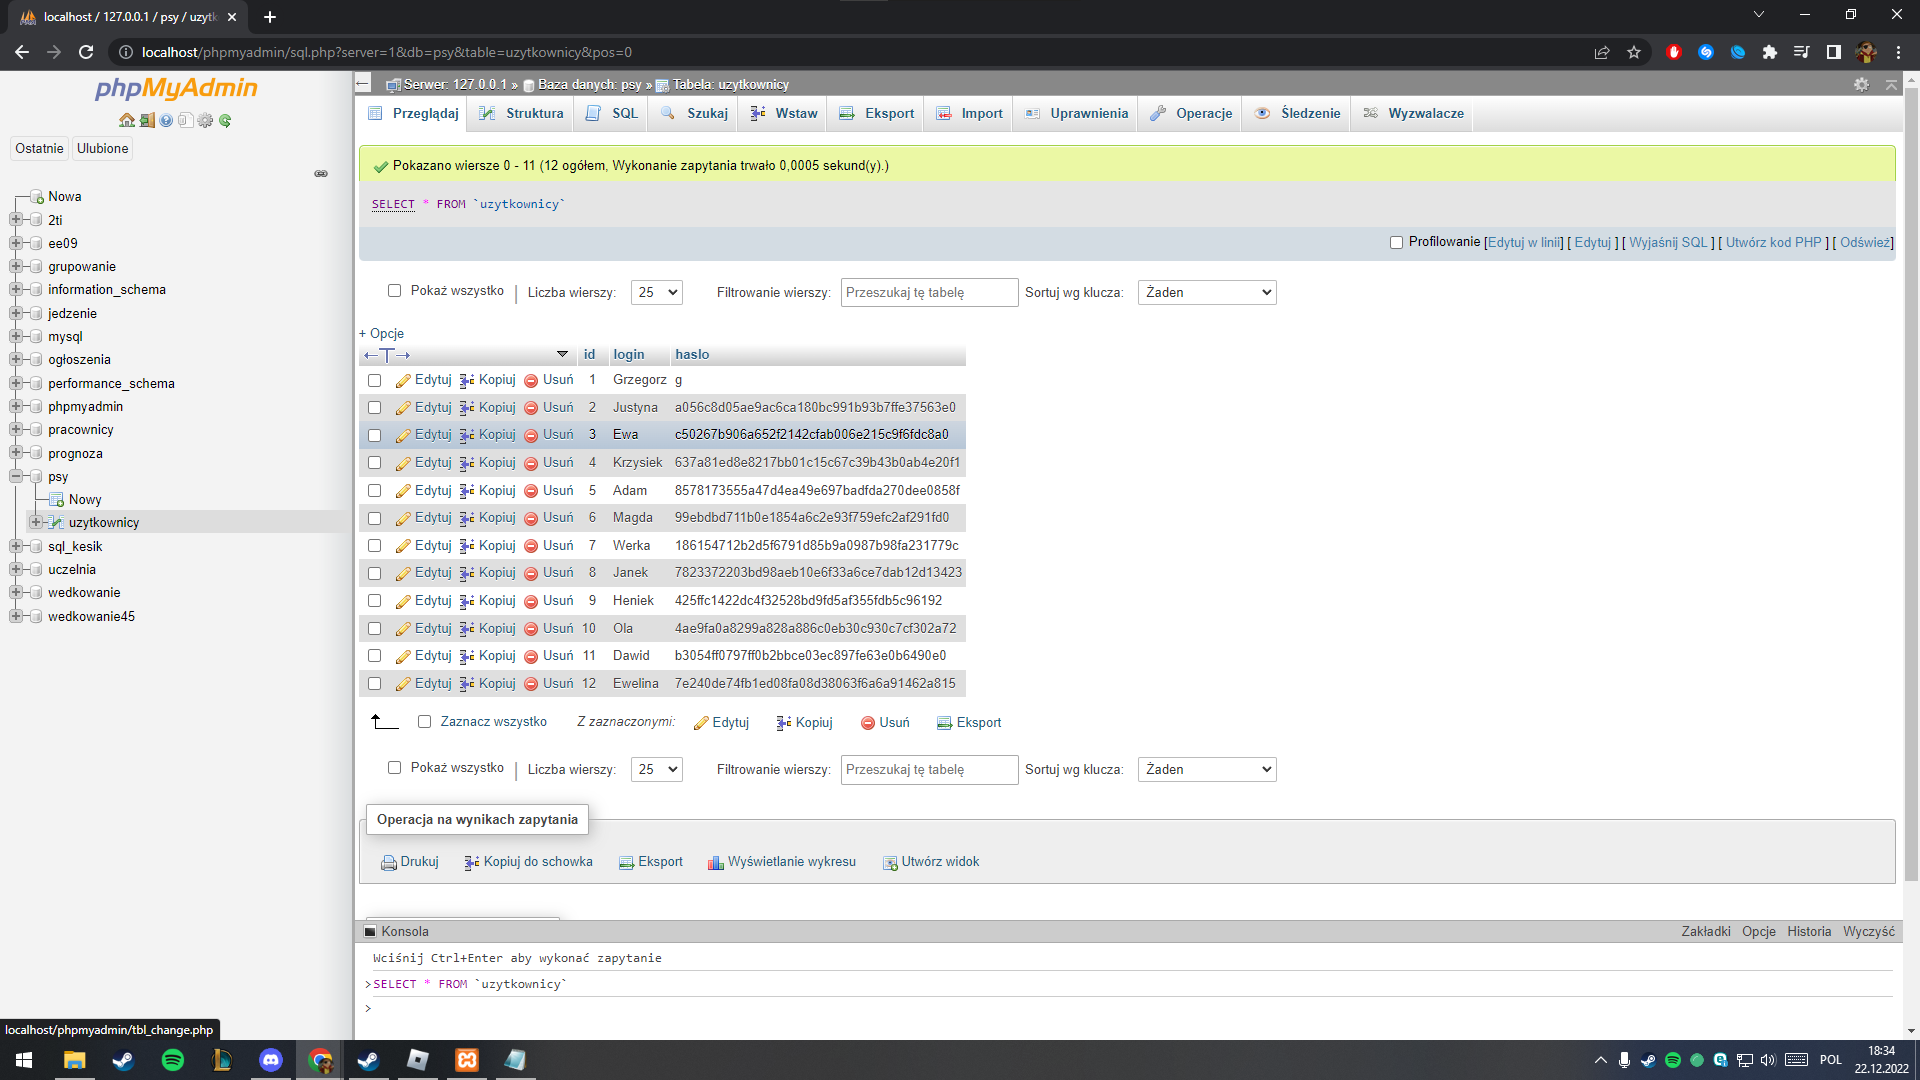 localhost / 127.0.0.1 / psy / uzytk
localhost/phpmyadmin/sql.php?server=1&db=psy&table=uzytkownicy&pos=0
phpMyAdmin
Ostatnie Ulubione
Nowa
2ti
ee09
grupowanie
information_schema
jedzenie
mysql
ogłoszenia
performance_schema
phpmyadmin
pracownicy
prognoza
psy
Nowy
uzytkownicy
sql_kesik
uczelnia
wedkowanie
wedkowanie45
localhost/phpmyadmin/tbl_change.php
Serwer: 127.0.0.1 » Baza danych: psy » Tabela: uzytkownicy
Przeglądaj Struktura SQL Szukaj Wstaw Eksport Import Uprawnienia Operacje Śledzenie Wyzwalacze
Pokazano wiersze 0 - 11 (12 ogółem, Wykonanie zapytania trwało 0,0005 sekund(y).)
SELECT * FROM `uzytkownicy`
Profilowanie [Edytuj w linii] [ Edytuj ] [ Wyjaśnij SQL ] [ Utwórz kod PHP ] [ Odśwież]
Pokaż wszystko | Liczba wierszy: 25 Filtrowanie wierszy: Przeszukaj tę tabelę Sortuj wg klucza: Żaden
+ Opcje
←T→ id login haslo
Edytuj Kopiuj Usuń 1 Grzegorz g
Edytuj Kopiuj Usuń 2 Justyna a056c8d05ae9ac6ca180bc991b93b7ffe37563e0
Edytuj Kopiuj Usuń 3 Ewa c50267b906a652f2142cfab006e215c9f6fdc8a0
Edytuj Kopiuj Usuń 4 Krzysiek 637a81ed8e8217bb01c15c67c39b43b0ab4e20f1
Edytuj Kopiuj Usuń 5 Adam 8578173555a47d4ea49e697badfda270dee0858f
Edytuj Kopiuj Usuń 6 Magda 99ebdbd711b0e1854a6c2e93f759efc2af291fd0
Edytuj Kopiuj Usuń 7 Werka 186154712b2d5f6791d85b9a0987b98fa231779c
Edytuj Kopiuj Usuń 8 Janek 7823372203bd98aeb10e6f33a6ce7dab12d13423
Edytuj Kopiuj Usuń 9 Heniek 425ffc1422dc4f32528bd9fd5af355fdb5c96192
Edytuj Kopiuj Usuń 10 Ola 4ae9fa0a8299a828a886c0eb30c930c7cf302a72
Edytuj Kopiuj Usuń 11 Dawid b3054ff0797ff0b2bbce03ec897fe63e0b6490e0
Edytuj Kopiuj Usuń 12 Ewelina 7e240de74fb1ed08fa08d38063f6a6a91462a815
Zaznacz wszystko Z zaznaczonymi: Edytuj Kopiuj Usuń Eksport
Pokaż wszystko | Liczba wierszy: 25 Filtrowanie wierszy: Przeszukaj tę tabelę Sortuj wg klucza: Żaden
Operacja na wynikach zapytania
Drukuj Kopiuj do schowka Eksport Wyświetlanie wykresu Utwórz widok
Konsola Zakładki Opcje Historia Wyczyść
Wciśnij Ctrl+Enter aby wykonać zapytanie
>SELECT * FROM `uzytkownicy`
>
POL
18:34
22.12.2022